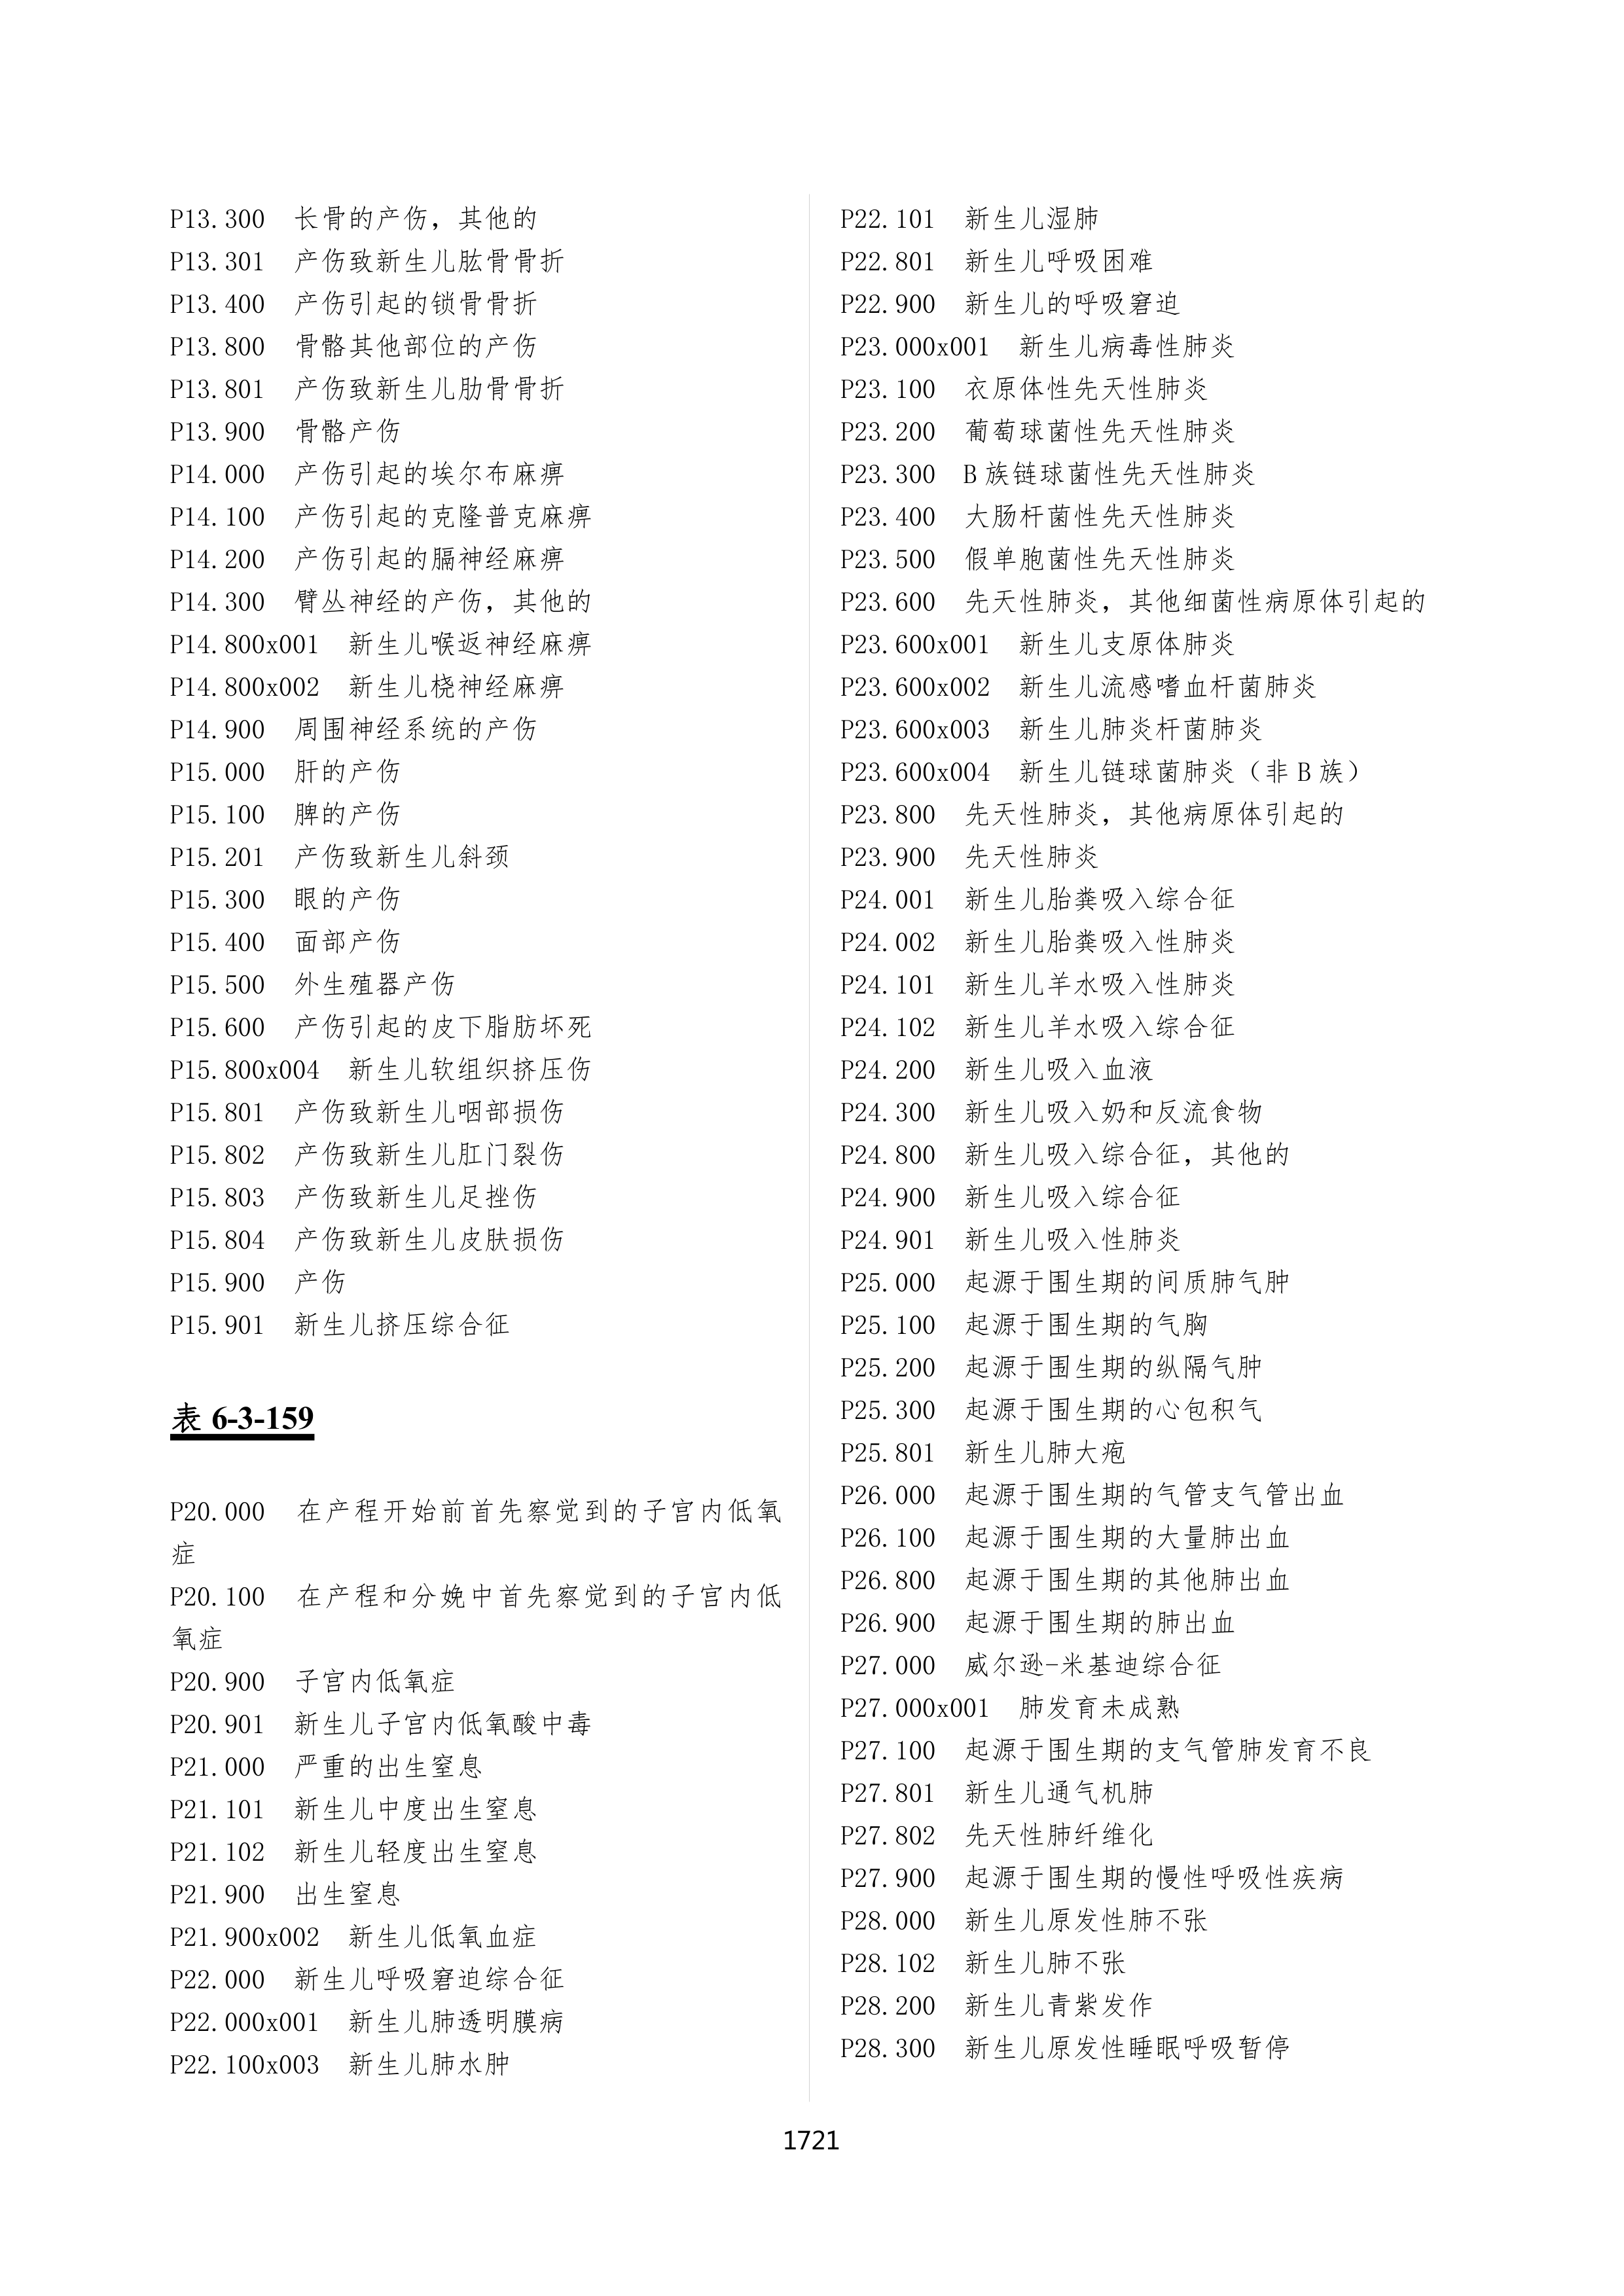 P13.300 长骨的产伤，其他的
P13.301 产伤致新生儿肱骨骨折
P13.400 产伤引起的锁骨骨折
P13.800 骨骼其他部位的产伤
P13.801 产伤致新生儿肋骨骨折
P13.900 骨骼产伤
P14.000 产伤引起的埃尔布麻痹
P14.100 产伤引起的克隆普克麻痹
P14.200 产伤引起的膈神经麻痹
P14.300 臂丛神经的产伤，其他的
P14.800x001 新生儿喉返神经麻痹
P14.800x002 新生儿桡神经麻痹
P14.900 周围神经系统的产伤
P15.000 肝的产伤
P15.100 脾的产伤
P15.201 产伤致新生儿斜颈
P15.300 眼的产伤
P15.400 面部产伤
P15.500 外生殖器产伤
P15.600 产伤引起的皮下脂肪坏死
P15.800x004 新生儿软组织挤压伤
P15.801 产伤致新生儿咽部损伤
P15.802 产伤致新生儿肛门裂伤
P15.803 产伤致新生儿足挫伤
P15.804 产伤致新生儿皮肤损伤
P15.900 产伤
P15.901 新生儿挤压综合征
表 6-3-159
P20.000 在产程开始前首先察觉到的子宫内低氧
症
P20.100 在产程和分娩中首先察觉到的子宫内低
氧症
P20.900 子宫内低氧症
P20.901 新生儿子宫内低氧酸中毒
P21.000 严重的出生窒息
P21.101 新生儿中度出生窒息
P21.102 新生儿轻度出生窒息
P21.900 出生窒息
P21.900x002 新生儿低氧血症
P22.000 新生儿呼吸窘迫综合征
P22.000x001 新生儿肺透明膜病
P22.100x003 新生儿肺水肿
P22.101 新生儿湿肺
P22.801 新生儿呼吸困难
P22.900 新生儿的呼吸窘迫
P23.000x001 新生儿病毒性肺炎
P23.100 衣原体性先天性肺炎
P23.200 葡萄球菌性先天性肺炎
P23.300 B 族链球菌性先天性肺炎
P23.400 大肠杆菌性先天性肺炎
P23.500 假单胞菌性先天性肺炎
P23.600 先天性肺炎，其他细菌性病原体引起的
P23.600x001 新生儿支原体肺炎
P23.600x002 新生儿流感嗜血杆菌肺炎
P23.600x003 新生儿肺炎杆菌肺炎
P23.600x004 新生儿链球菌肺炎（非 B 族）
P23.800 先天性肺炎，其他病原体引起的
P23.900 先天性肺炎
P24.001 新生儿胎粪吸入综合征
P24.002 新生儿胎粪吸入性肺炎
P24.101 新生儿羊水吸入性肺炎
P24.102 新生儿羊水吸入综合征
P24.200 新生儿吸入血液
P24.300 新生儿吸入奶和反流食物
P24.800 新生儿吸入综合征，其他的
P24.900 新生儿吸入综合征
P24.901 新生儿吸入性肺炎
P25.000 起源于围生期的间质肺气肿
P25.100 起源于围生期的气胸
P25.200 起源于围生期的纵隔气肿
P25.300 起源于围生期的心包积气
P25.801 新生儿肺大疱
P26.000 起源于围生期的气管支气管出血
P26.100 起源于围生期的大量肺出血
P26.800 起源于围生期的其他肺出血
P26.900 起源于围生期的肺出血
P27.000 威尔逊-米基迪综合征
P27.000x001 肺发育未成熟
P27.100 起源于围生期的支气管肺发育不良
P27.801 新生儿通气机肺
P27.802 先天性肺纤维化
P27.900 起源于围生期的慢性呼吸性疾病
P28.000 新生儿原发性肺不张
P28.102 新生儿肺不张
P28.200 新生儿青紫发作
P28.300 新生儿原发性睡眠呼吸暂停
1721